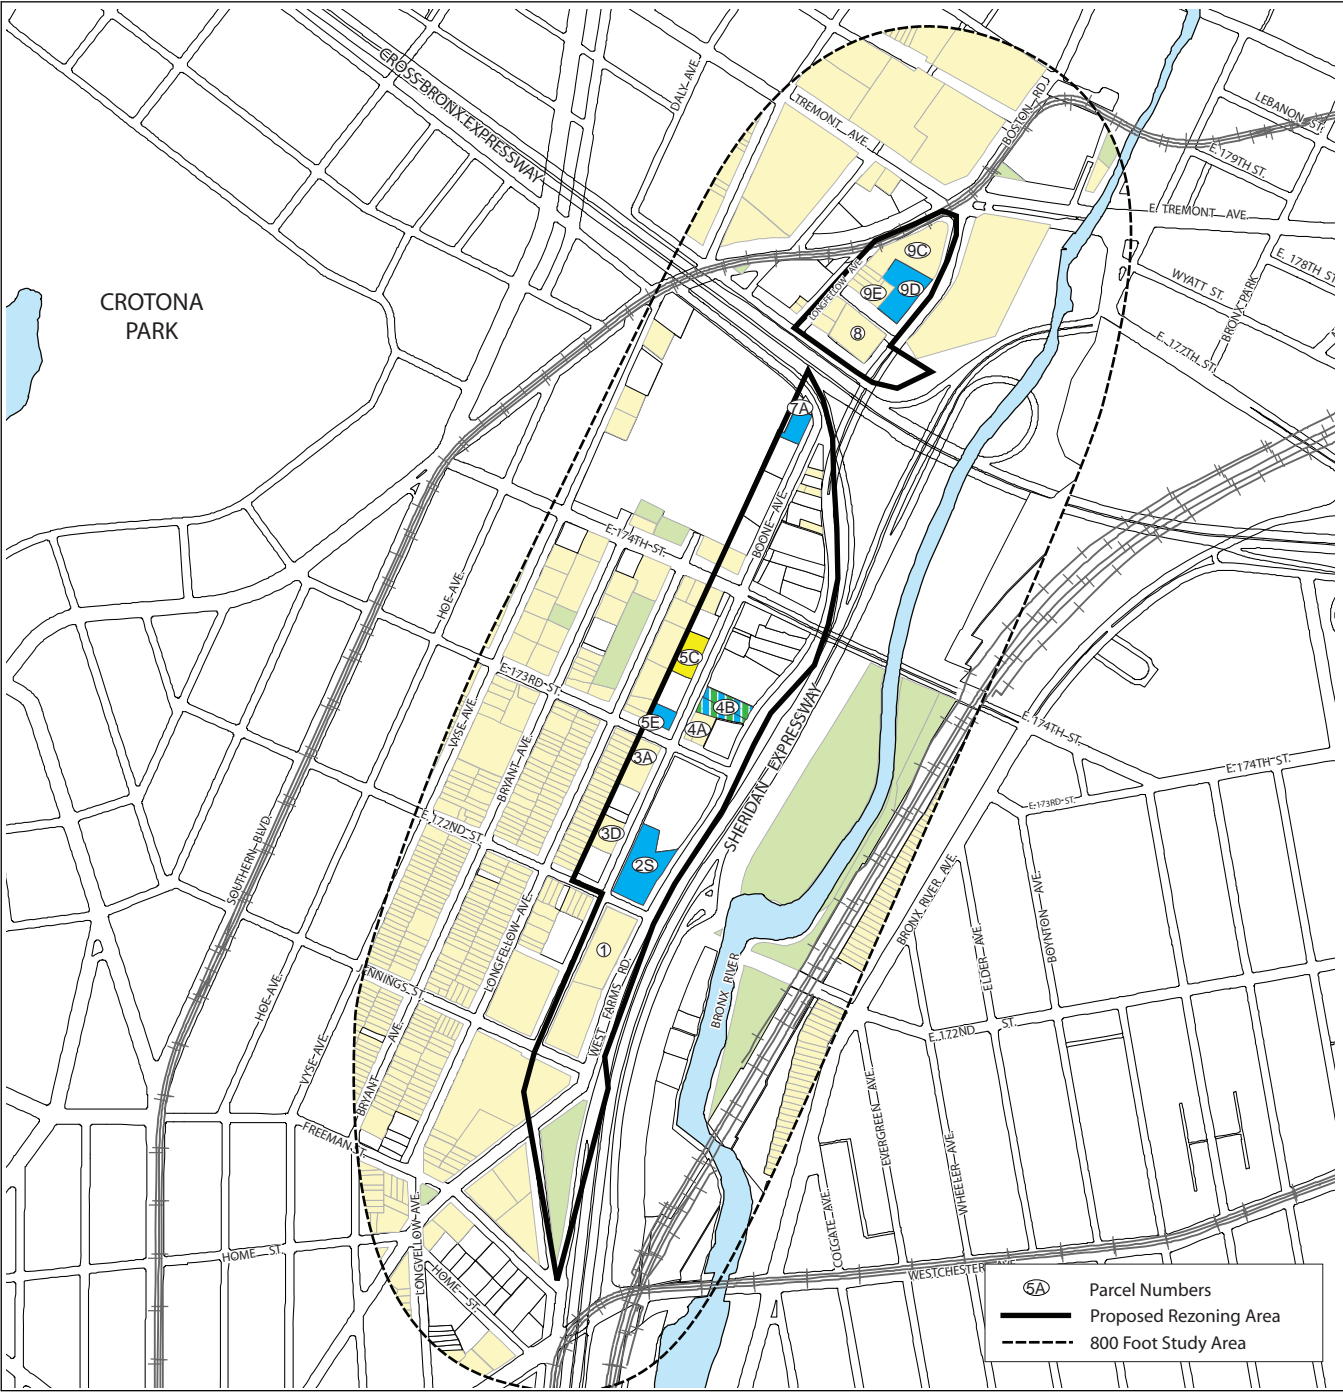 CROSS-BRONX EXPRESSWAY
DALY-AVE.
TREMONT-AVE.
BOSTON-RD.
LEBANON-ST.
E. 179TH-ST.
E. TREMONT AVE.
E. 178TH-ST.
WYATT-ST.
BRONX-PARK
E. 177TH-ST.
CROTONA
PARK
LONGFELLOW-AVE.
9C
9E
9D
8
7A
BOONE-AVE.
E. 174TH-ST.
HOE-AVE.
5C
E-173RD-ST.
VYSE-AVE.
5E
4B
4A
SHERIDAN EXPRESSWAY
E. 174TH-ST.
E-174TH-ST.
BRYANT-AVE.
3A
E-173RD-ST.
E. 172ND-ST.
3D
2S
SOUTHERN-BLVD.
BRONX-RIVER-AVE.
LONGFELLOW-AVE.
1
ELDER-AVE.
BOYNTON-AVE.
JENNINGS-ST.
HOE-AVE.
WEST-FARMS-RD.
BRONX-RIVER
E. 172ND ST.
VYSE-AVE.
BRYANT AVE.
FREEMAN-ST.
EVERGREEN-AVE.
WHEELER-AVE.
COLGATE-AVE.
HOME-ST.
LONGVELLOW-AVE.
HOME-ST.
WESTCHESTER-AVE.
5A Parcel Numbers
Proposed Rezoning Area
800 Foot Study Area